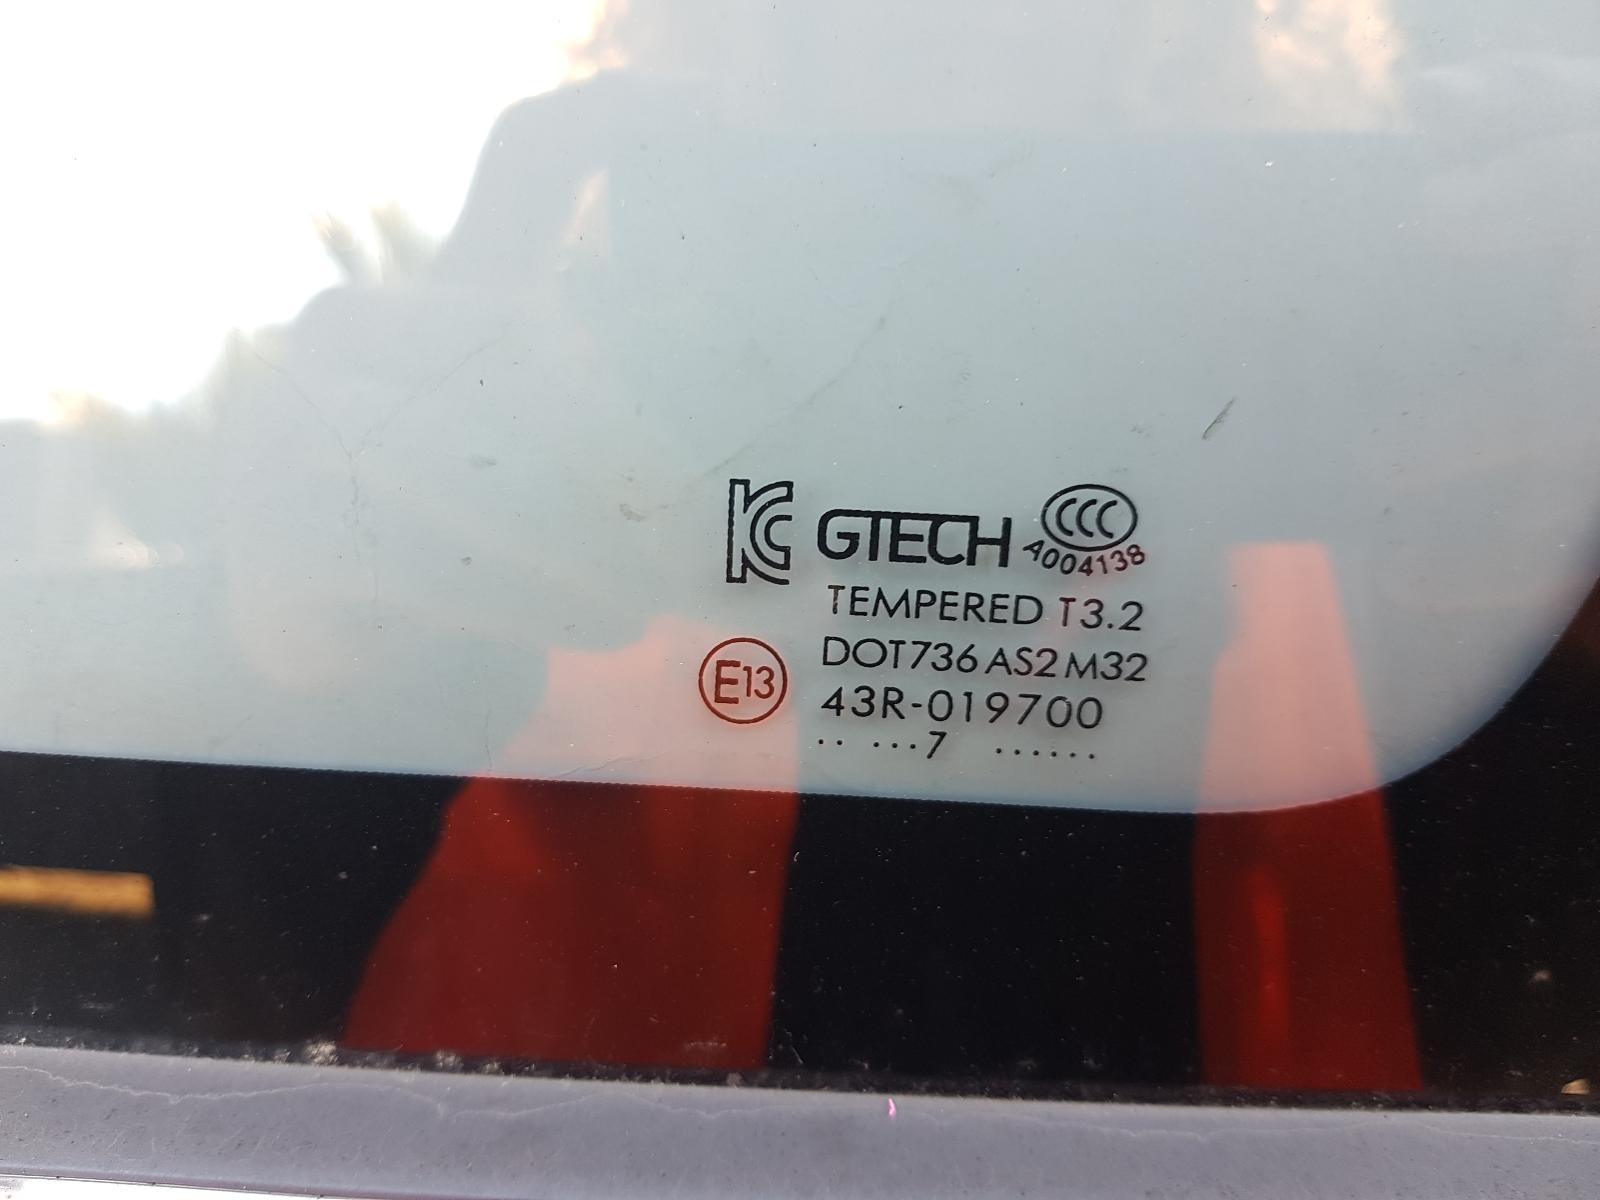 KC GTECH CCC
A004138
TEMPERED T3.2
DOT736 AS2 M32
E13 43R-019700
.. ...7 ......